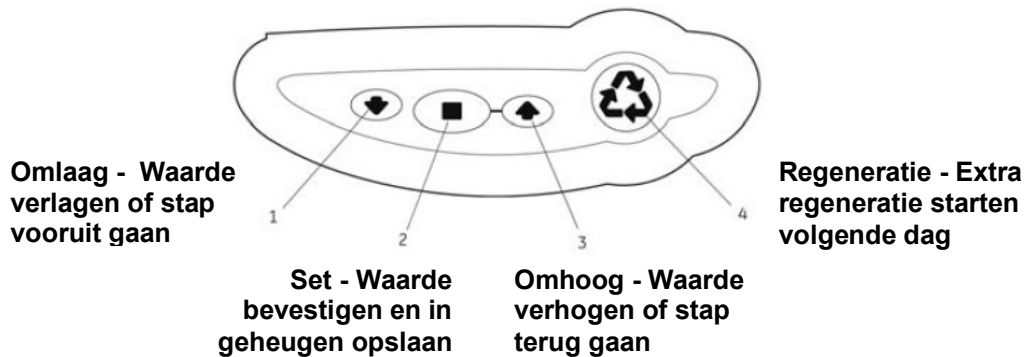 Omlaag - Waarde
verlagen of stap
vooruit gaan
1
2
3
4
Regeneratie - Extra
regeneratie starten
volgende dag
Set - Waarde
bevestigen en in
geheugen opslaan
Omhoog - Waarde
verhogen of stap
terug gaan